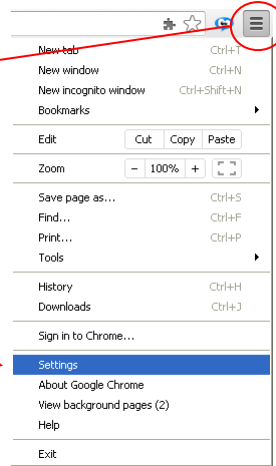 New tab Ctrl+T
New window Ctrl+N
New incognito window Ctrl+Shift+N
Bookmarks
Edit Cut Copy Paste
Zoom − 100% +
Save page as... Ctrl+S
Find... Ctrl+F
Print... Ctrl+P
Tools
History Ctrl+H
Downloads Ctrl+J
Sign in to Chrome...
Settings
About Google Chrome
View background pages (2)
Help
Exit